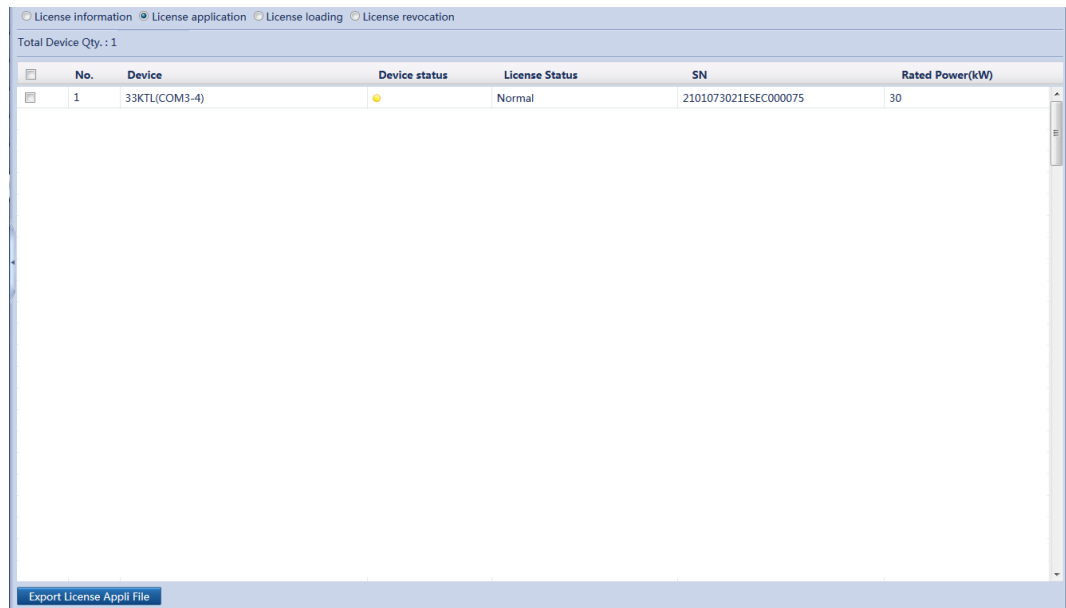 License information License application License loading License revocation
Total Device Qty. : 1
No. Device Device status License Status SN Rated Power(kW)
1 33KTL(COM3-4) Normal 2101073021ESEC000075 30
Export License Appli File